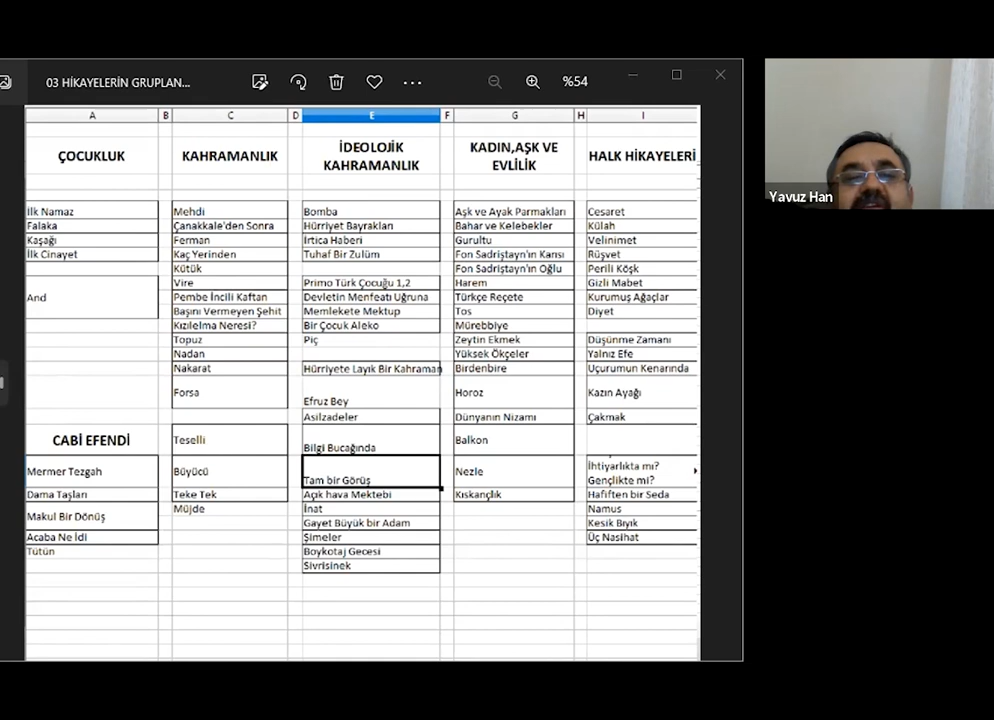 03 HİKAYELERİN GRUPLAN...
%54
A B C D E F G H I
ÇOCUKLUK
İlk Namaz
Falaka
Kaşağı
İlk Cinayet
And
CABİ EFENDİ
Mermer Tezgah
Dama Taşları
Makul Bir Dönüş
Acaba Ne İdi
Tütün
KAHRAMANLIK
Mehdi
Çanakkale'den Sonra
Ferman
Kaç Yerinden
Kütük
Vire
Pembe İncili Kaftan
Başını Vermeyen Şehit
Kızılelma Neresi?
Topuz
Nadan
Nakarat
Forsa
Teselli
Büyücü
Teke Tek
Müjde
İDEOLOJİK
KAHRAMANLIK
Bomba
Hürriyet Bayrakları
İrtica Haberi
Tuhaf Bir Zulüm
Primo Türk Çocuğu 1,2
Devletin Menfeatı Uğruna
Memlekete Mektup
Bir Çocuk Aleko
Piç
Hürriyete Layık Bir Kahraman
Efruz Bey
Asilzadeler
Bilgi Bucağında
Tam bir Görüş
Açık hava Mektebi
İnat
Gayet Büyük bir Adam
Şimeler
Boykotaj Gecesi
Sivrisinek
KADIN,AŞK VE
EVLİLİK
Aşk ve Ayak Parmakları
Bahar ve Kelebekler
Gurultu
Fon Sadriştayn'ın Karısı
Fon Sadriştayn'ın Oğlu
Harem
Türkçe Reçete
Tos
Mürebbiye
Zeytin Ekmek
Yüksek Ökçeler
Birdenbire
Horoz
Dünyanın Nizamı
Balkon
Nezle
Kıskançlık
HALK HİKAYELERİ
Cesaret
Külah
Velinimet
Rüşvet
Perili Köşk
Gizli Mabet
Kurumuş Ağaçlar
Diyet
Düşünme Zamanı
Yalnız Efe
Uçurumun Kenarında
Kazın Ayağı
Çakmak
İhtiyarlıkta mı?
Gençlikte mi?
Hafiften bir Seda
Namus
Kesik Bıyık
Üç Nasihat
Yavuz Han